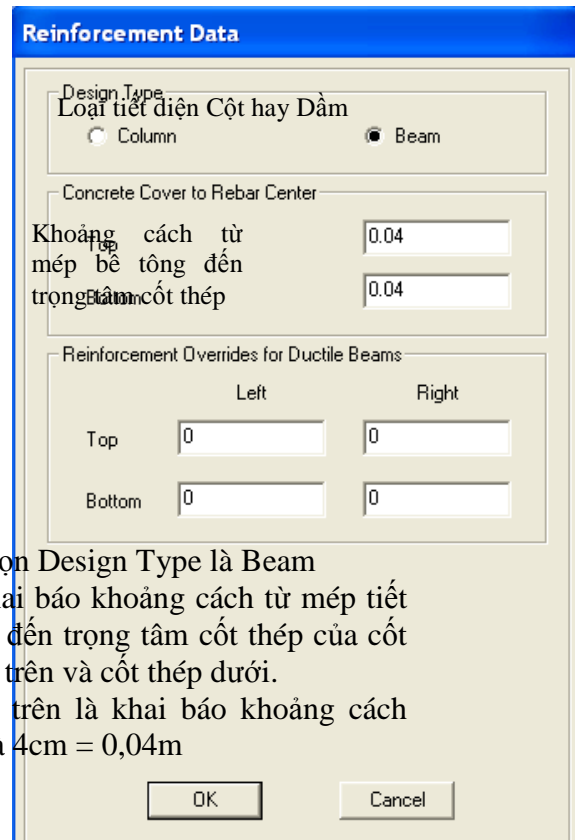 Reinforcement Data
Design Type
Loại tiết diện Cột hay Dầm
Column Beam
Concrete Cover to Rebar Center
Khoảng cách từ
Top 0.04
mép bê tông đến
trọng tâm cốt thép
Bottom 0.04
Reinforcement Overrides for Ductile Beams
Left Right
Top 0 0
Bottom 0 0
Design Type là Beam
báo khoảng cách từ mép tiết
đến trọng tâm cốt thép của cốt
trên và cốt thép dưới.
trên là khai báo khoảng cách
4cm = 0,04m
OK Cancel